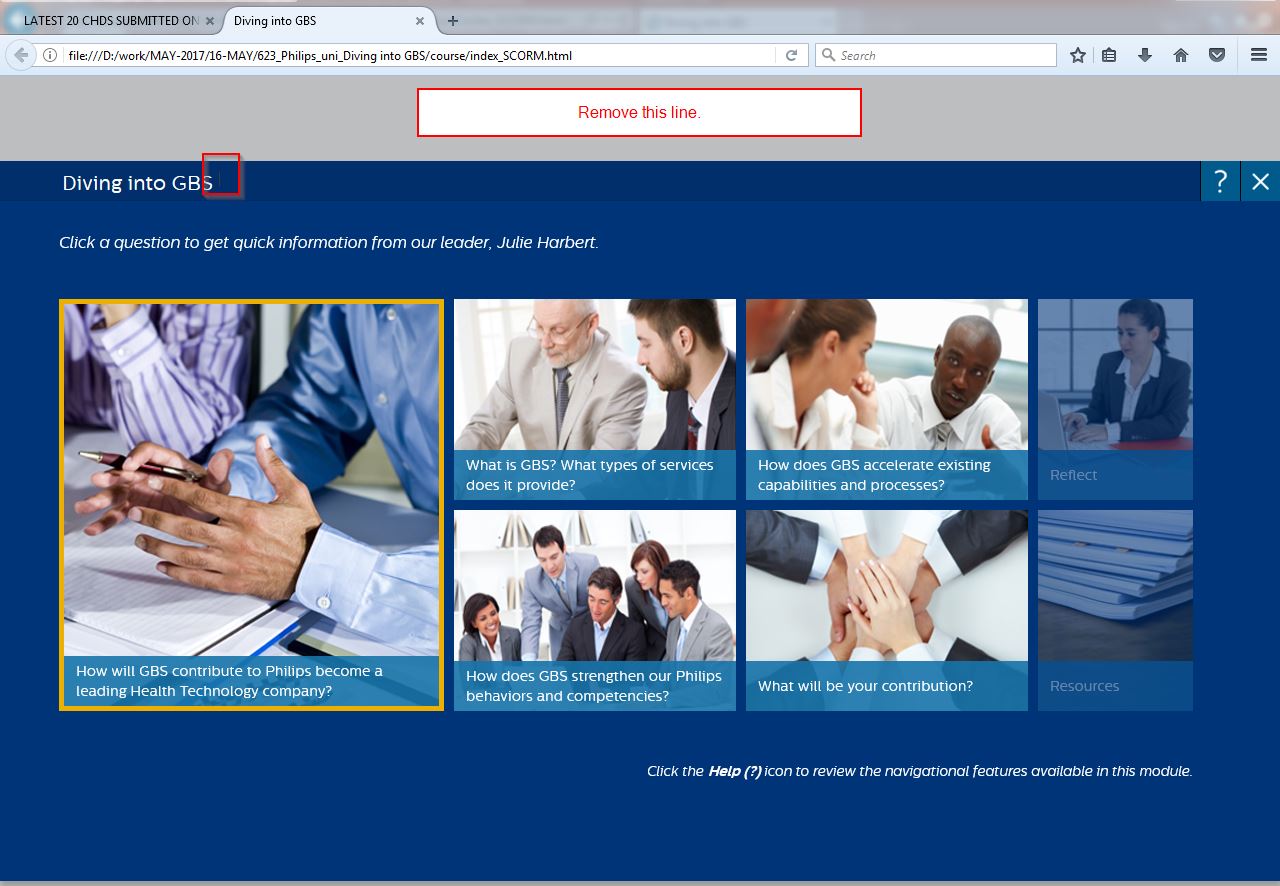 LATEST 20 CHDS SUBMITTED ON
Diving into GBS
file:///D:/work/MAY-2017/16-MAY/623_Philips_uni_Diving into GBS/course/index_SCORM.html
Search
Remove this line.
Diving into GBS
?
Click a question to get quick information from our leader, Julie Harbert.
How will GBS contribute to Philips become a
leading Health Technology company?
What is GBS? What types of services
does it provide?
How does GBS accelerate existing
capabilities and processes?
Reflect
How does GBS strengthen our Philips
behaviors and competencies?
What will be your contribution?
Resources
Click the Help (?) icon to review the navigational features available in this module.